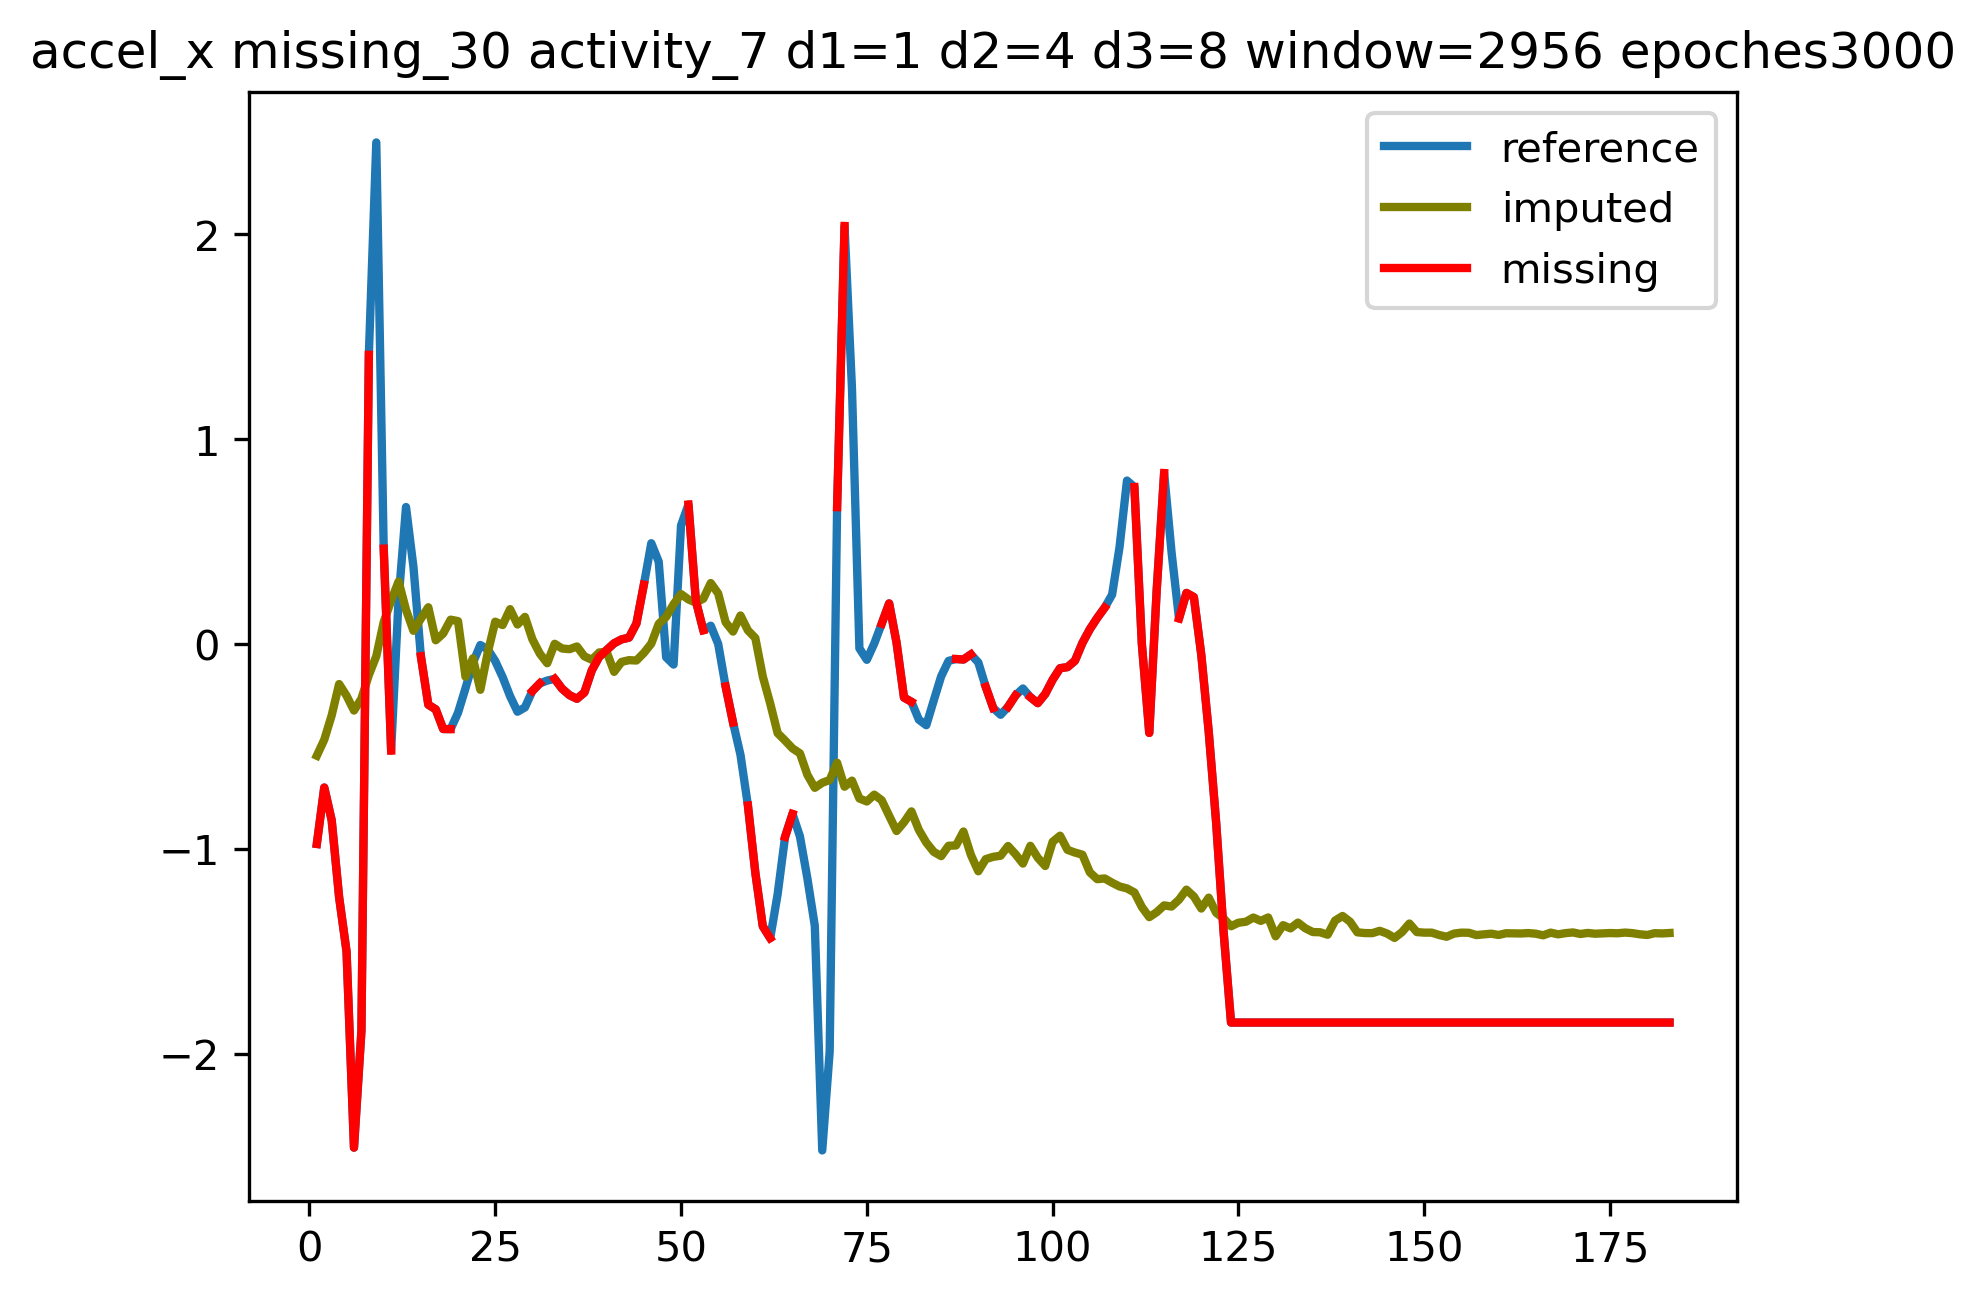 accel_x missing_30 activity_7 d1=1 d2=4 d3=8 window=2956 epoches3000
reference
imputed
missing
2
1
0
−1
−2
0 25 50 75 100 125 150 175